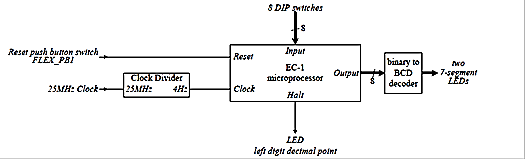 8 DIP switches
8
Reset push button switch
FLEX_PB1
Reset
Input
EC-1
microprocessor
Output
8
binary to
BCD
decoder
two
7-segment
LEDs
Clock Divider
25MHz Clock
25MHz 4Hz
Clock
Halt
LED
left digit decimal point